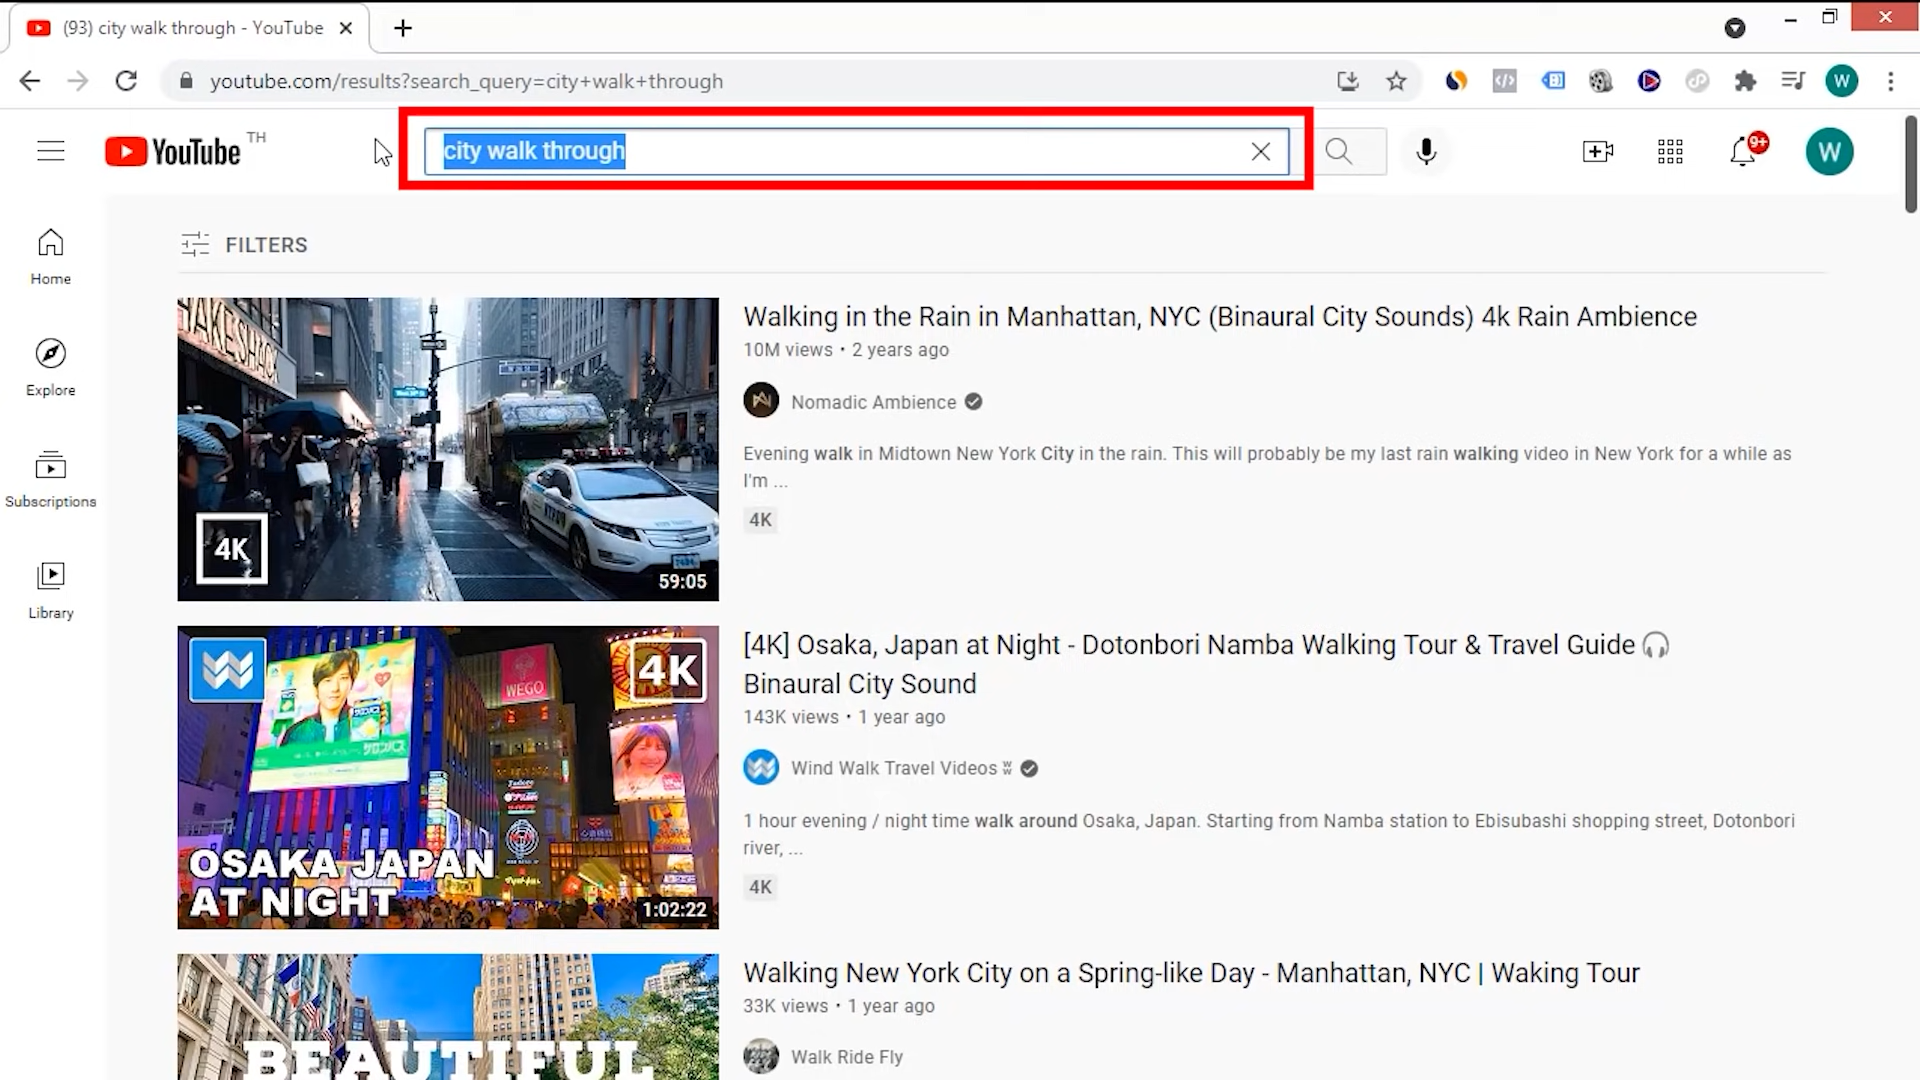 (93) city walk through - YouTube
youtube.com/results?search_query=city+walk+through
W
YouTube TH
city walk through
9+
W
FILTERS
Home
Explore
Subscriptions
Library
4K
59:05
Walking in the Rain in Manhattan, NYC (Binaural City Sounds) 4k Rain Ambience
10M views • 2 years ago
Nomadic Ambience
Evening walk in Midtown New York City in the rain. This will probably be my last rain walking video in New York for a while as
I'm ...
4K
4K
WEGO
OSAKA JAPAN
AT NIGHT
1:02:22
[4K] Osaka, Japan at Night - Dotonbori Namba Walking Tour & Travel Guide 🎧
Binaural City Sound
143K views • 1 year ago
Wind Walk Travel Videos
1 hour evening / night time walk around Osaka, Japan. Starting from Namba station to Ebisubashi shopping street, Dotonbori
river, ...
4K
BEAUTIFUL
Walking New York City on a Spring-like Day - Manhattan, NYC | Waking Tour
33K views • 1 year ago
Walk Ride Fly